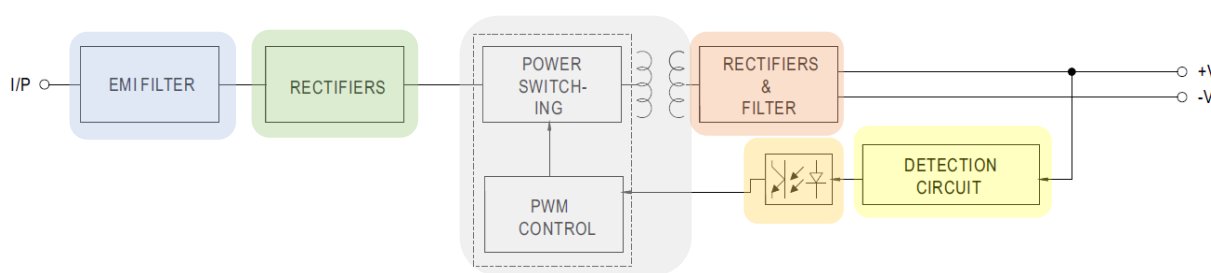 I/P
EMI FILTER
RECTIFIERS
POWER
SWITCH-
ING
RECTIFIERS
&
FILTER
+V
-V
PWM
CONTROL
DETECTION
CIRCUIT